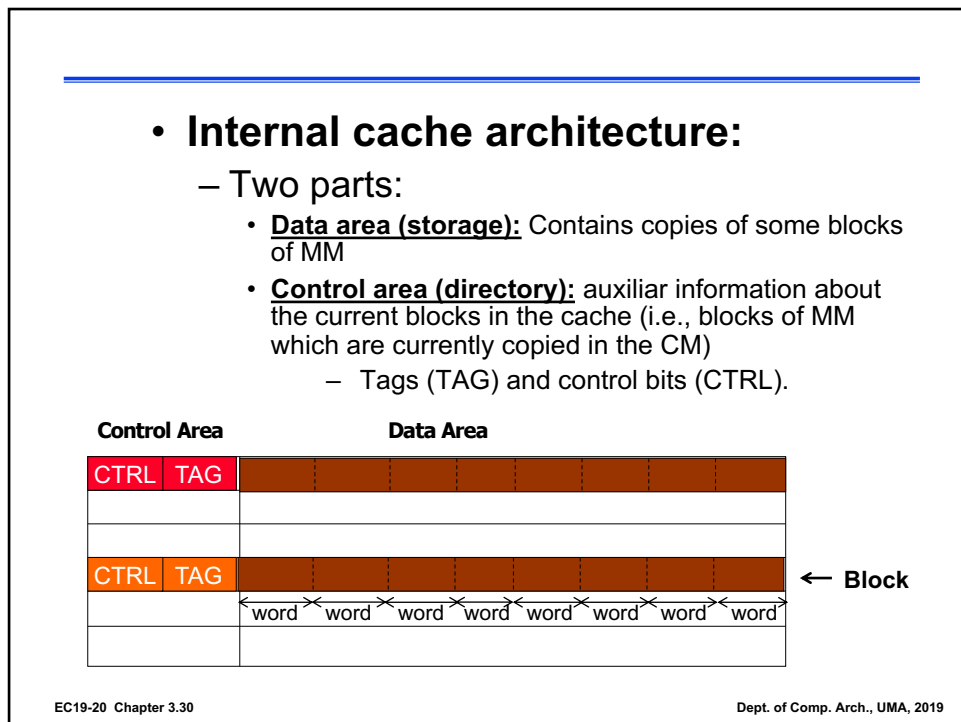 • Internal cache architecture:
– Two parts:
• Data area (storage): Contains copies of some blocks
of MM
• Control area (directory): auxiliar information about
the current blocks in the cache (i.e., blocks of MM
which are currently copied in the CM)
– Tags (TAG) and control bits (CTRL).
Control Area Data Area
CTRL TAG
CTRL TAG
Block
word word word word word word word word
EC19-20 Chapter 3.30 Dept. of Comp. Arch., UMA, 2019